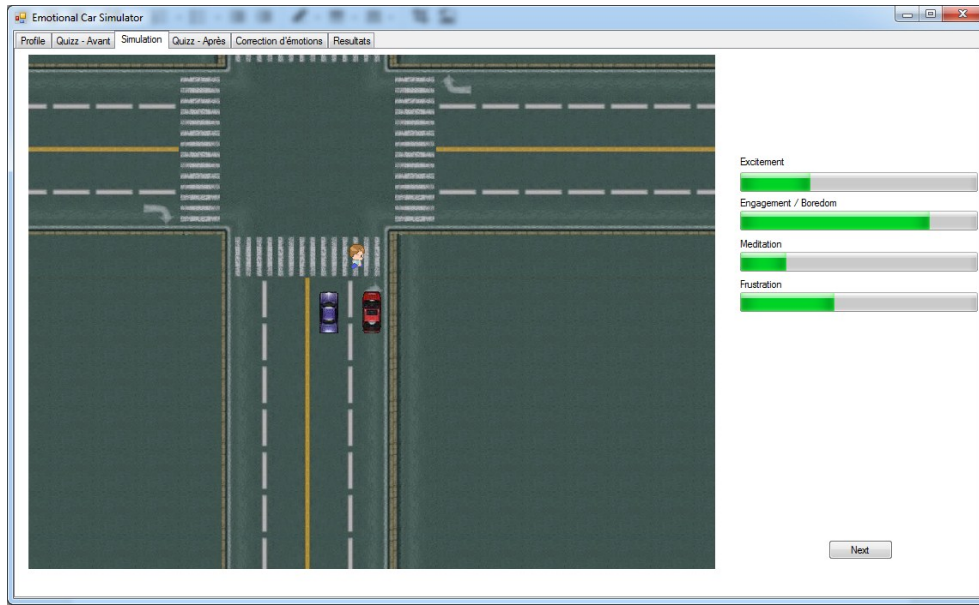 Emotional Car Simulator
Profile Quizz - Avant Simulation Quizz - Après Correction d'émotions Resultats
Excitement
Engagement / Boredom
Meditation
Frustration
Next